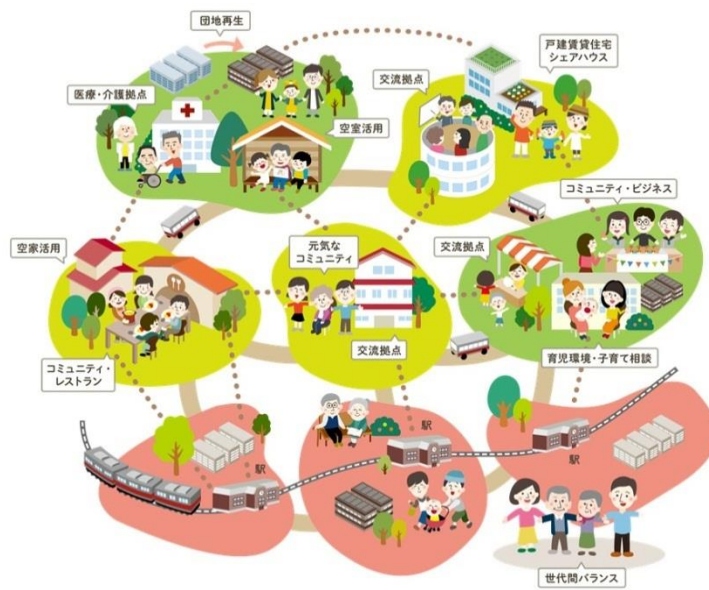 団地再生
戸建賃貸住宅
シェアハウス
交流拠点
医療・介護拠点
空室活用
コミュニティ・ビジネス
空家活用
元気な
コミュニティ
交流拠点
交流拠点
コミュニティ・
レストラン
育児環境・子育て相談
駅
駅
駅
世代間バランス